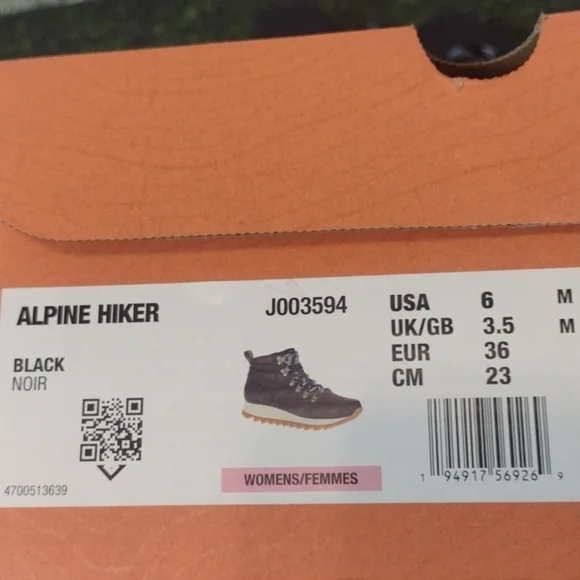 ALPINE HIKER
J003594
USA 6 M
UK/GB 3.5 M
EUR 36
CM 23
BLACK
NOIR
4700513639
WOMENS/FEMMES
1 94917 56926 9